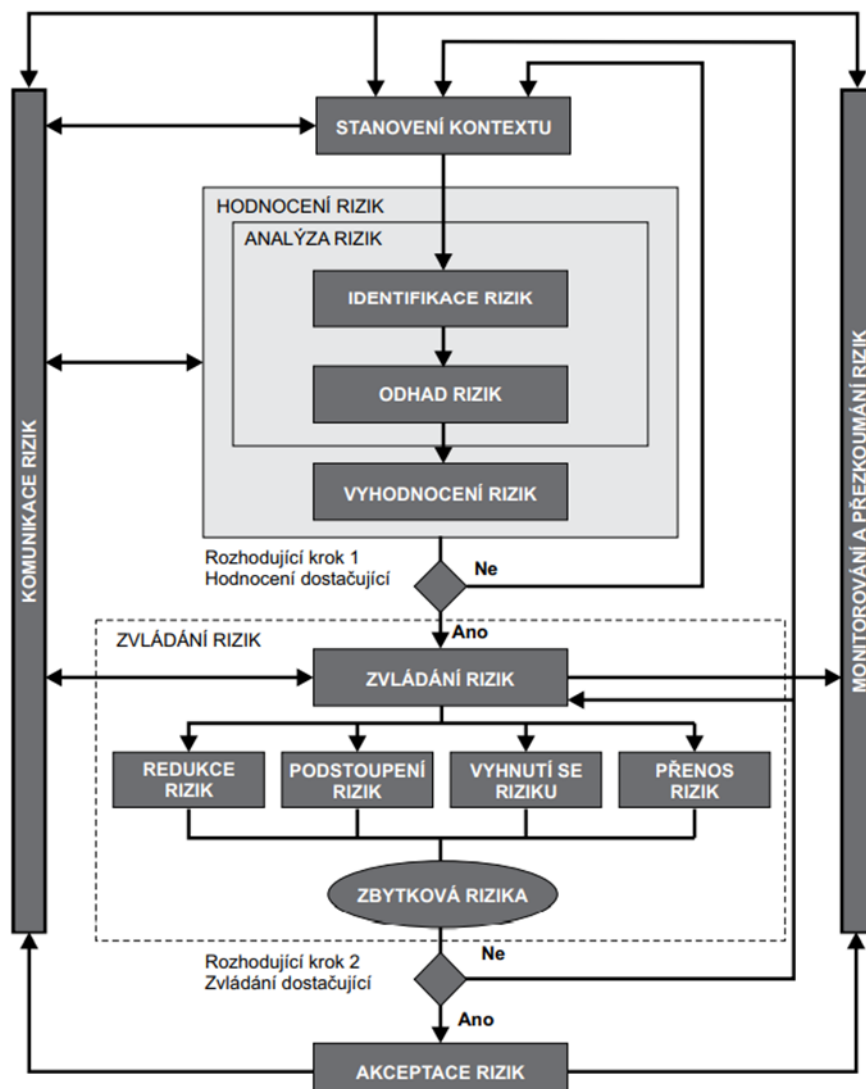 STANOVENÍ KONTEXTU
HODNOCENÍ RIZIK
ANALÝZA RIZIK
IDENTIFIKACE RIZIK
ODHAD RIZIK
VYHODNOCENÍ RIZIK
KOMUNIKACE RIZIK
MONITOROVÁNÍ A PŘEZKOUMÁNÍ RIZIK
Rozhodující krok 1
Hodnocení dostačující
Ne
Ano
ZVLÁDÁNÍ RIZIK
ZVLÁDÁNÍ RIZIK
REDUKCE
RIZIK
PODSTOUPENÍ
RIZIK
VYHNUTÍ SE
RIZIKU
PŘENOS
RIZIK
ZBYTKOVÁ RIZIKA
Rozhodující krok 2
Zvládání dostačující
Ne
Ano
AKCEPTACE RIZIK